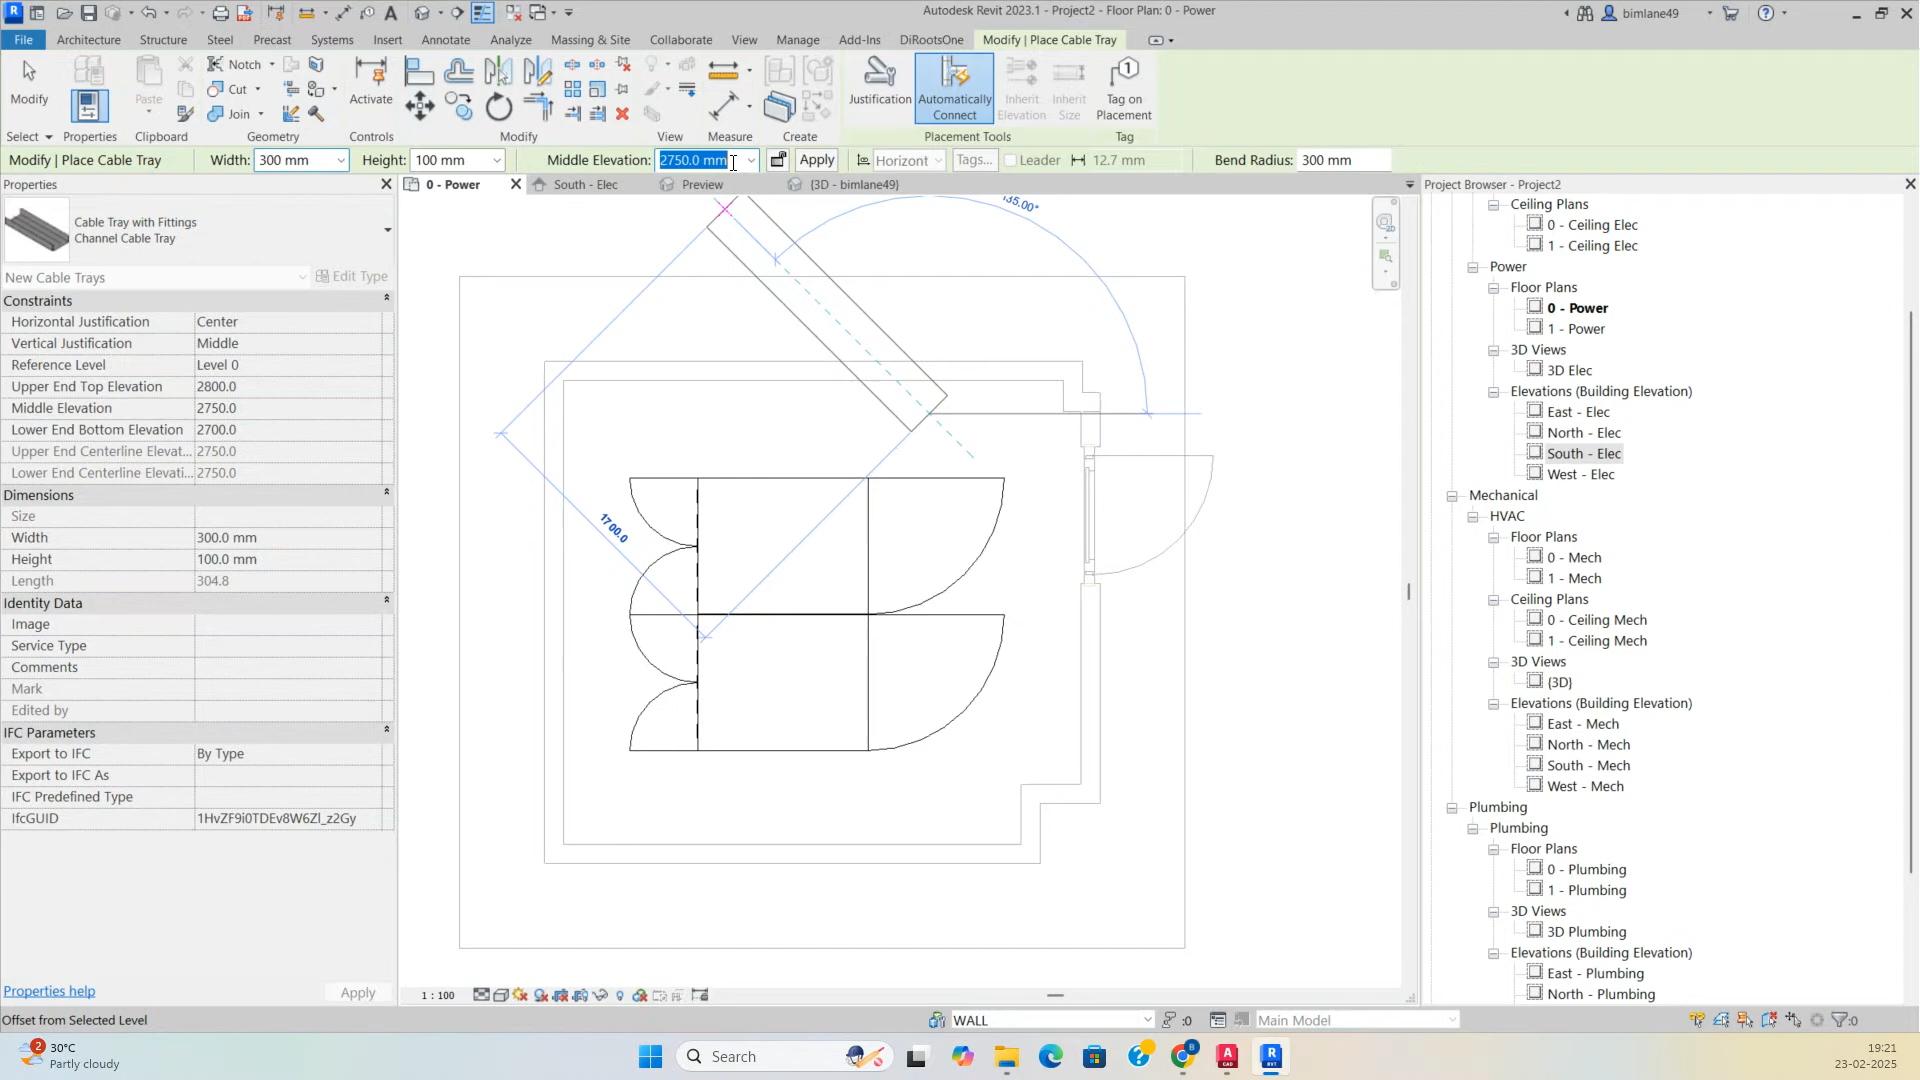 Autodesk Revit 2023.1 - Project2 - Floor Plan: 0 - Power
bimlane49
File Architecture Structure Steel Precast Systems Insert Annotate Analyze Massing & Site Collaborate View Manage Add-Ins DiRootsOne Modify | Place Cable Tray
Modify
Paste
Notch
Cut
Join
Activate
Justification
Automatically Connect
Inherit Elevation
Inherit Size
Tag on Placement
Select Properties Clipboard Geometry Controls Modify View Measure Create Placement Tools Tag
Modify | Place Cable Tray Width: 300 mm Height: 100 mm Middle Elevation: 2750.0 mm Apply Horizont Tags... Leader 12.7 mm Bend Radius: 300 mm
Properties
0 - Power South - Elec Preview {3D - bimlane49}
Project Browser - Project2
Cable Tray with Fittings
Channel Cable Tray
New Cable Trays Edit Type
Constraints
Horizontal Justification Center
Vertical Justification Middle
Reference Level Level 0
Upper End Top Elevation 2800.0
Middle Elevation 2750.0
Lower End Bottom Elevation 2700.0
Upper End Centerline Elevat... 2750.0
Lower End Centerline Elevati... 2750.0
Dimensions
Size
Width 300.0 mm
Height 100.0 mm
Length 304.8
Identity Data
Image
Service Type
Comments
Mark
Edited by
IFC Parameters
Export to IFC By Type
Export to IFC As
IFC Predefined Type
IfcGUID 1HvZF9i0TDEv8W6Zl_z2Gy
Properties help Apply
135.00°
1700.0
Ceiling Plans
0 - Ceiling Elec
1 - Ceiling Elec
Power
Floor Plans
0 - Power
1 - Power
3D Views
3D Elec
Elevations (Building Elevation)
East - Elec
North - Elec
South - Elec
West - Elec
Mechanical
HVAC
Floor Plans
0 - Mech
1 - Mech
Ceiling Plans
0 - Ceiling Mech
1 - Ceiling Mech
3D Views
{3D}
Elevations (Building Elevation)
East - Mech
North - Mech
South - Mech
West - Mech
Plumbing
Plumbing
Floor Plans
0 - Plumbing
1 - Plumbing
3D Views
3D Plumbing
Elevations (Building Elevation)
East - Plumbing
North - Plumbing
1 : 100
Offset from Selected Level WALL :0 Main Model :0
2
30°C
Partly cloudy
Search
19:21
23-02-2025